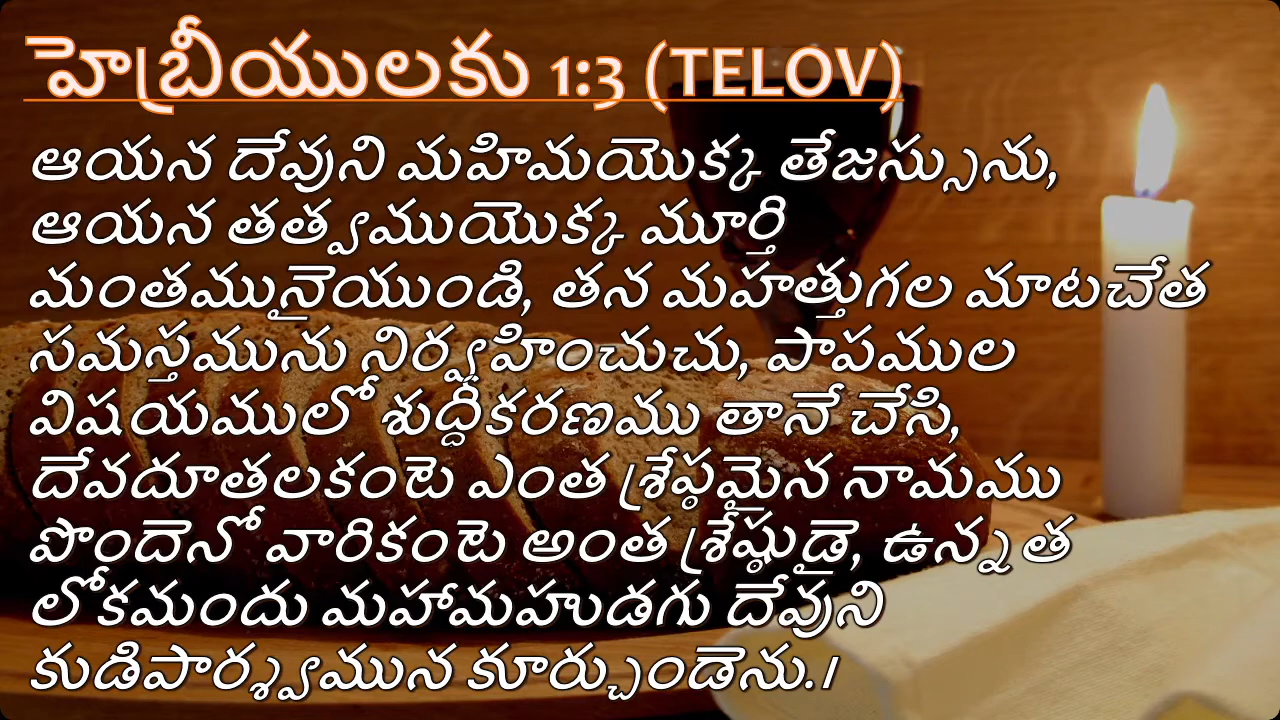 హెబ్రీయులకు 1:3 (TELOV)
ఆయన దేవుని మహిమయొక్క తేజస్సును,
ఆయన తత్వముయొక్క మూర్తి
మంతమునైయుండి, తన మహత్తుగల మాటచేత
సమస్తమును నిర్వహించుచు, పాపముల
విషయములో శుద్ధీకరణము తానే చేసి,
దేవదూతలకంటె ఎంత శ్రేష్ఠమైన నామము
పొందెనో వారికంటె అంత శ్రేష్ఠుడై, ఉన్నత
లోకమందు మహామహుడగు దేవుని
కుడిపార్శ్వమున కూర్చుండెను.।